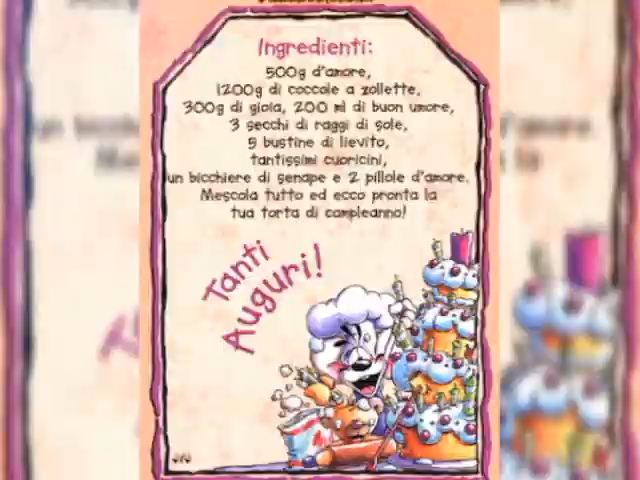 Ingredienti:
500g d'amore,
1200g di coccole a zollette,
300g di gioia, 200 ml di buon umore,
3 secchi di raggi di sole,
5 bustine di lievito,
tantissimi cuoricini,
un bicchiere di senape e 2 pillole d'amore.
Mescola tutto ed ecco pronta la
tua torta di compleanno!
Tanti
Auguri!